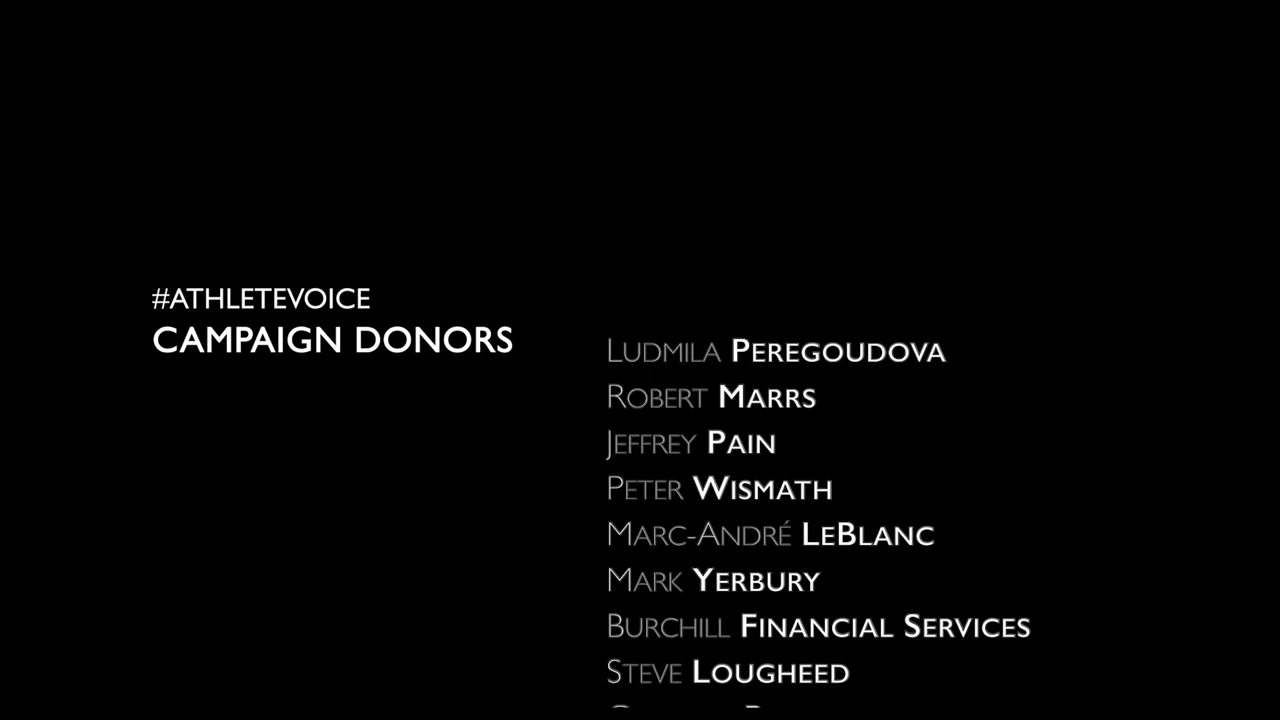 #ATHLETEVOICE
CAMPAIGN DONORS
LUDMILA PEREGOUDOVA
ROBERT MARRS
JEFFREY PAIN
PETER WISMATH
MARC-ANDRÉ LEBLANC
MARK YERBURY
BURCHILL FINANCIAL SERVICES
STEVE LOUGHEED